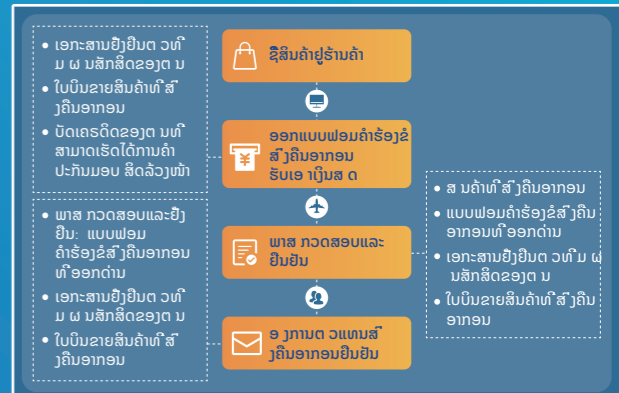 ເອກະສານຢັ້ງຢືນຕ ວທີ່
ມ ຜ ນສັກສິດຂອງຕ ນ
ໃບບິນຂາຍສິນຄ້າທີ່ ສົ່
ງຄືນອາກອນ
ບັດເຄຣດິດຂອງຕ ນທີ່
ສາມາດເຮັດໄດ້ການຄ້ຳ
ປະກັນມອບ ສິດລ້ວງໜ້າ
ຊື້ສິນຄ້າຢູ່ຮ້ານຄ້າ
ອອກແບບຟອມຄຳຮ້ອງຂໍ
ສົ່ງຄືນອາກອນ
ຮັບເອ າເງິນສ ດ
ພາສ ກວດສອບແລະຢັ້ງ
ຢືນ: ແບບຟອມ
ຄຳຮ້ອງຂໍສົ່ງຄືນອາກອນ
ທີ່ອອກດ່ານ
ເອກະສານຢັ້ງຢືນຕ ວທີ່
ມ ຜ ນສັກສິດຂອງຕ ນ
ໃບບິນຂາຍສິນຄ້າທີ່ ສົ່
ງຄືນອາກອນ
ພາສ ກວດສອບແລະ
ຢືນຢັນ
ອ ງການຕ ວແທນສົ່
ງຄືນອາກອນຢືນຢັນ
ສ ນຄ້າທີ່ ສົ່ງຄືນອາກອນ
ແບບຟອມຄຳຮ້ອງຂໍສົ່ງຄືນ
ອາກອນທີ່ອອກດ່ານ
ເອກະສານຢັ້ງຢືນຕ ວທີ່ມ ຜ
ນສັກສິດຂອງຕ ນ
ໃບບິນຂາຍສິນຄ້າທີ່ ສົ່ງຄືນ
ອາກອນ